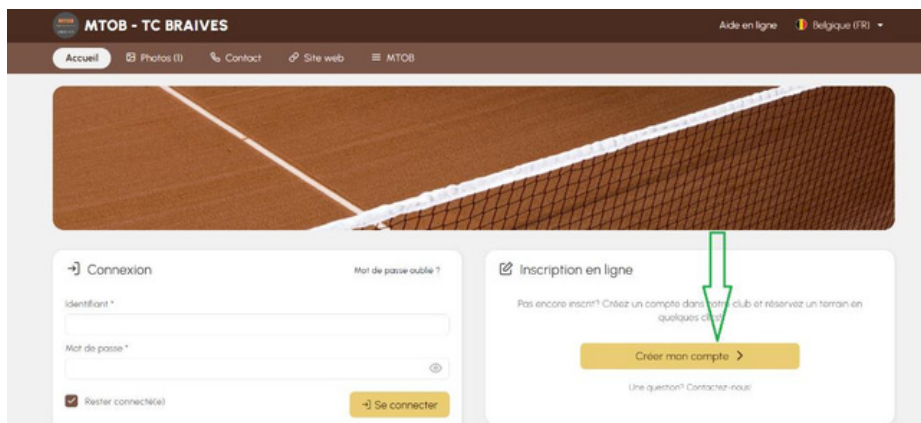 MTOB - TC BRAIVES
Aide en ligne
Belgique (FR)
Accueil
Photos (1)
Contact
Site web
MTOB
Connexion
Mot de passe oublié ?
Identifiant *
Mot de passe *
Rester connecté(e)
Se connecter
Inscription en ligne
Pas encore inscrit? Créez un compte dans notre club et réservez un terrain en
quelques
Créer mon compte
Une question? Contactez-nous!